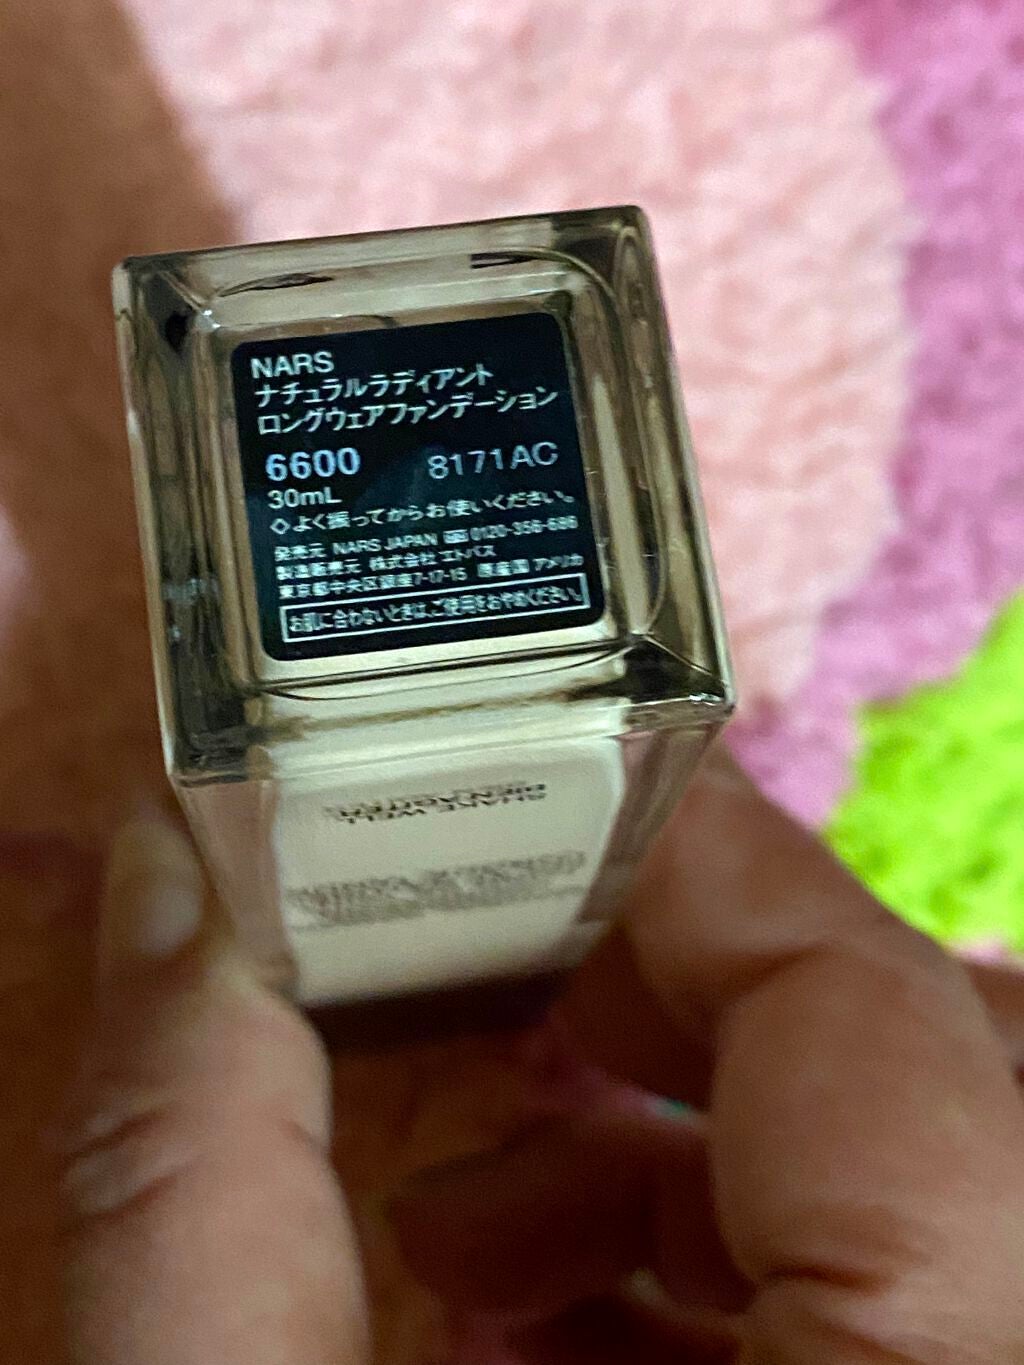 NARS
ナチュラルラディアント
ロングウェアファンデーション
6600 8171AC
30mL
◇よく振ってからお使いください。
発売元 NARS JAPAN 0120-356-686
製造販売元 株式会社 エトバス
東京都中央区銀座7-17-15 原産国 アメリカ
お肌に合わないときは、ご使用をおやめください。
SHAKE WELL
BIEN AGITER